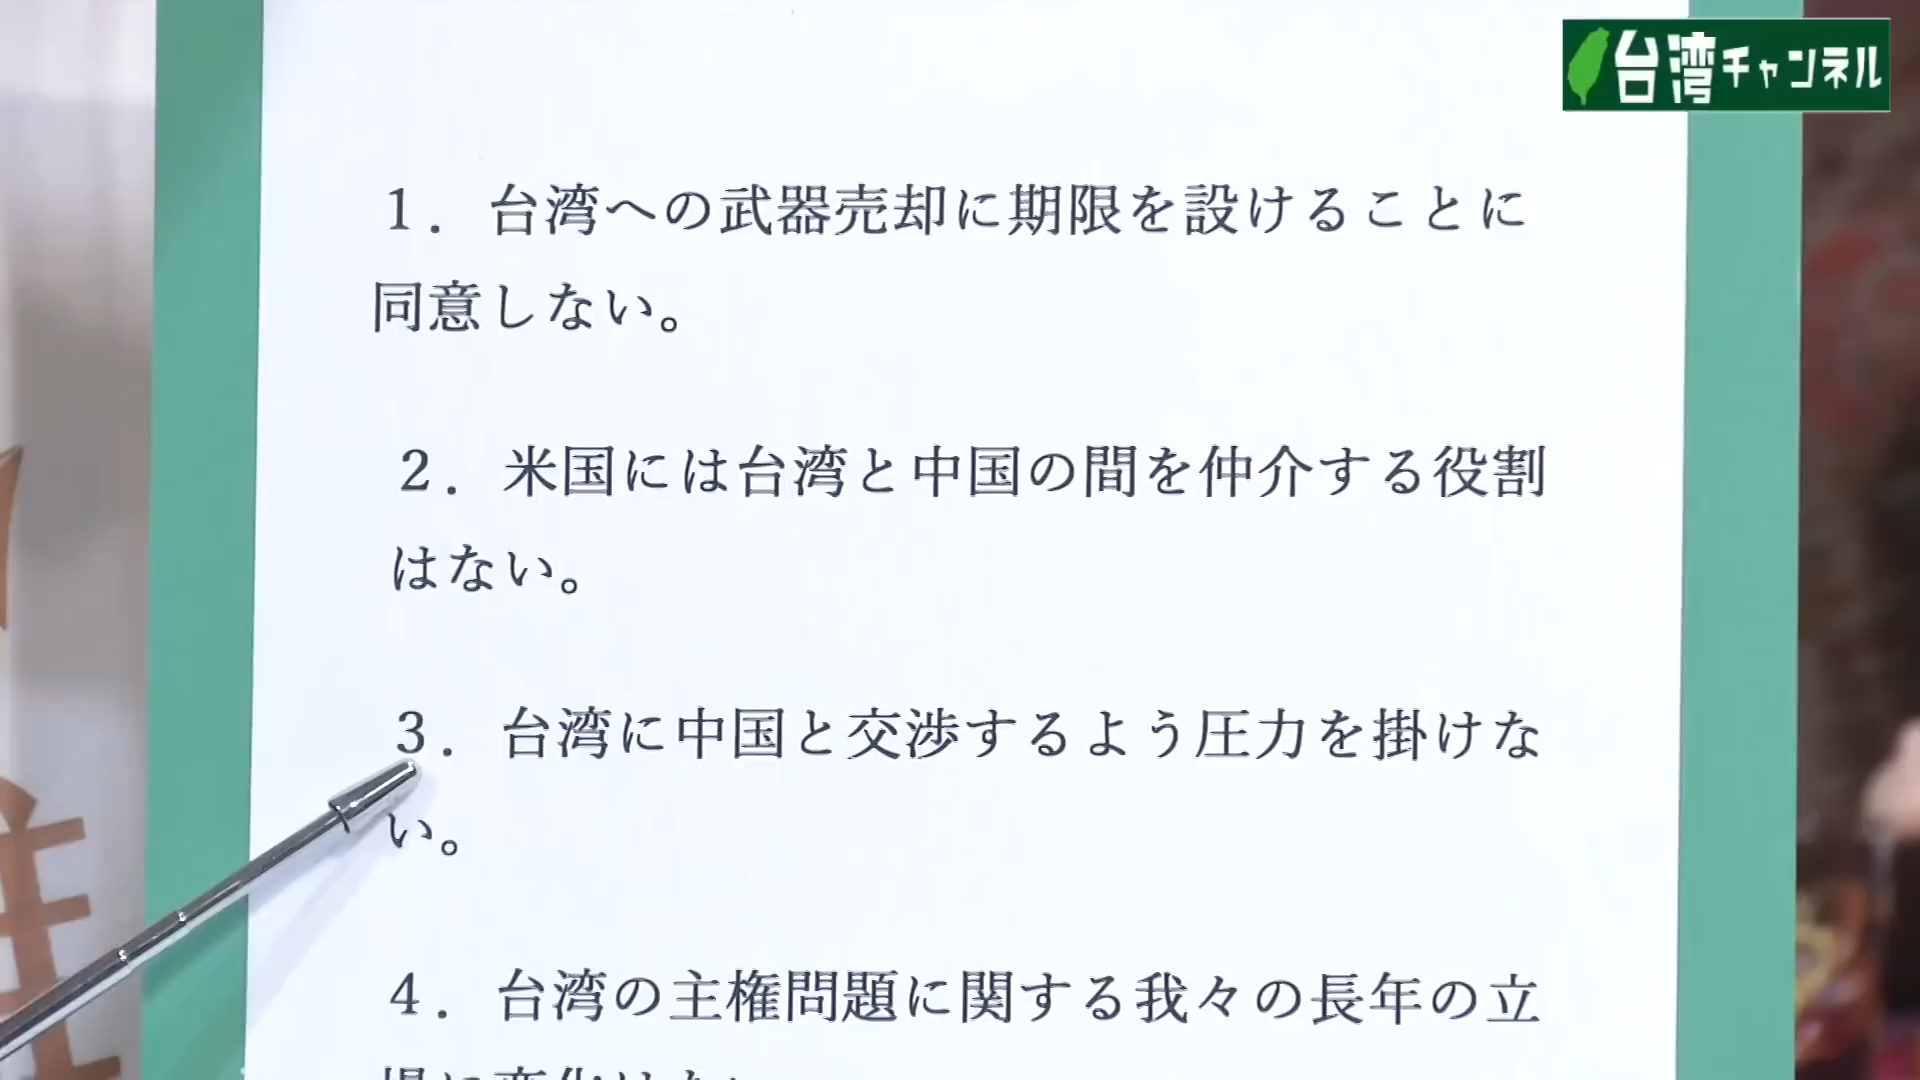 台湾チャンネル
1．台湾への武器売却に期限を設けることに
同意しない。
2．米国には台湾と中国の間を仲介する役割
はない。
3．台湾に中国と交渉するよう圧力を掛けな
い。
4．台湾の主権問題に関する我々の長年の立